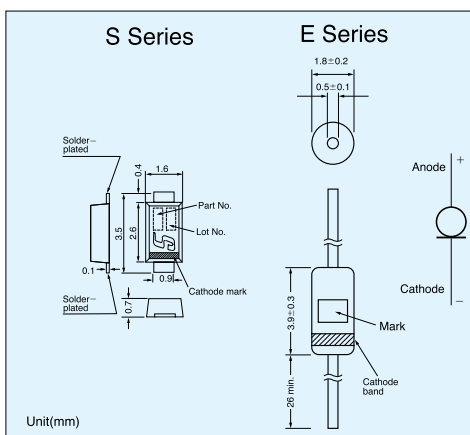 S Series
E Series
1.8±0.2
0.5±0.1
Solder–
plated
0.4
1.6
Part No.
Lot No.
3.5
2.6
0.1
0.9
Cathode mark
Solder–
plated
0.7
Anode
+
Cathode
–
3.9±0.3
Mark
Cathode
band
26 min.
Unit(mm)